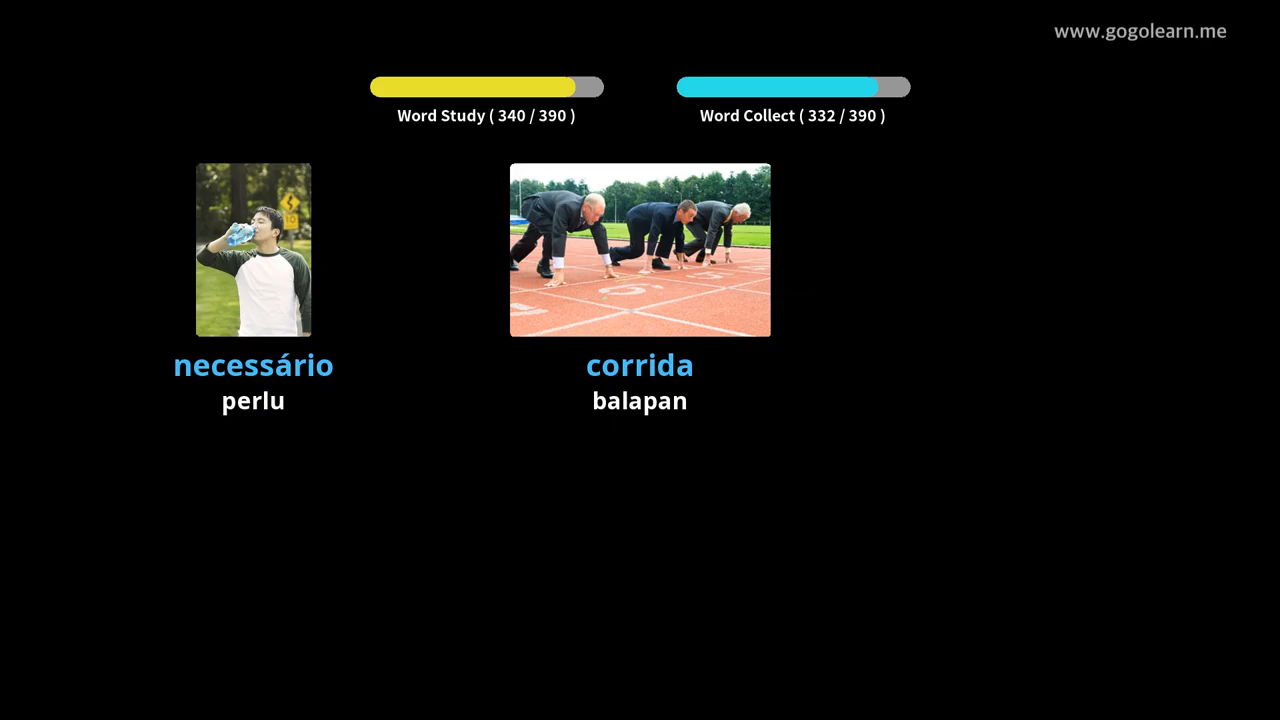 www.gogolearn.me
Word Study ( 340 / 390 )
Word Collect ( 332 / 390 )
necessário
perlu
corrida
balapan